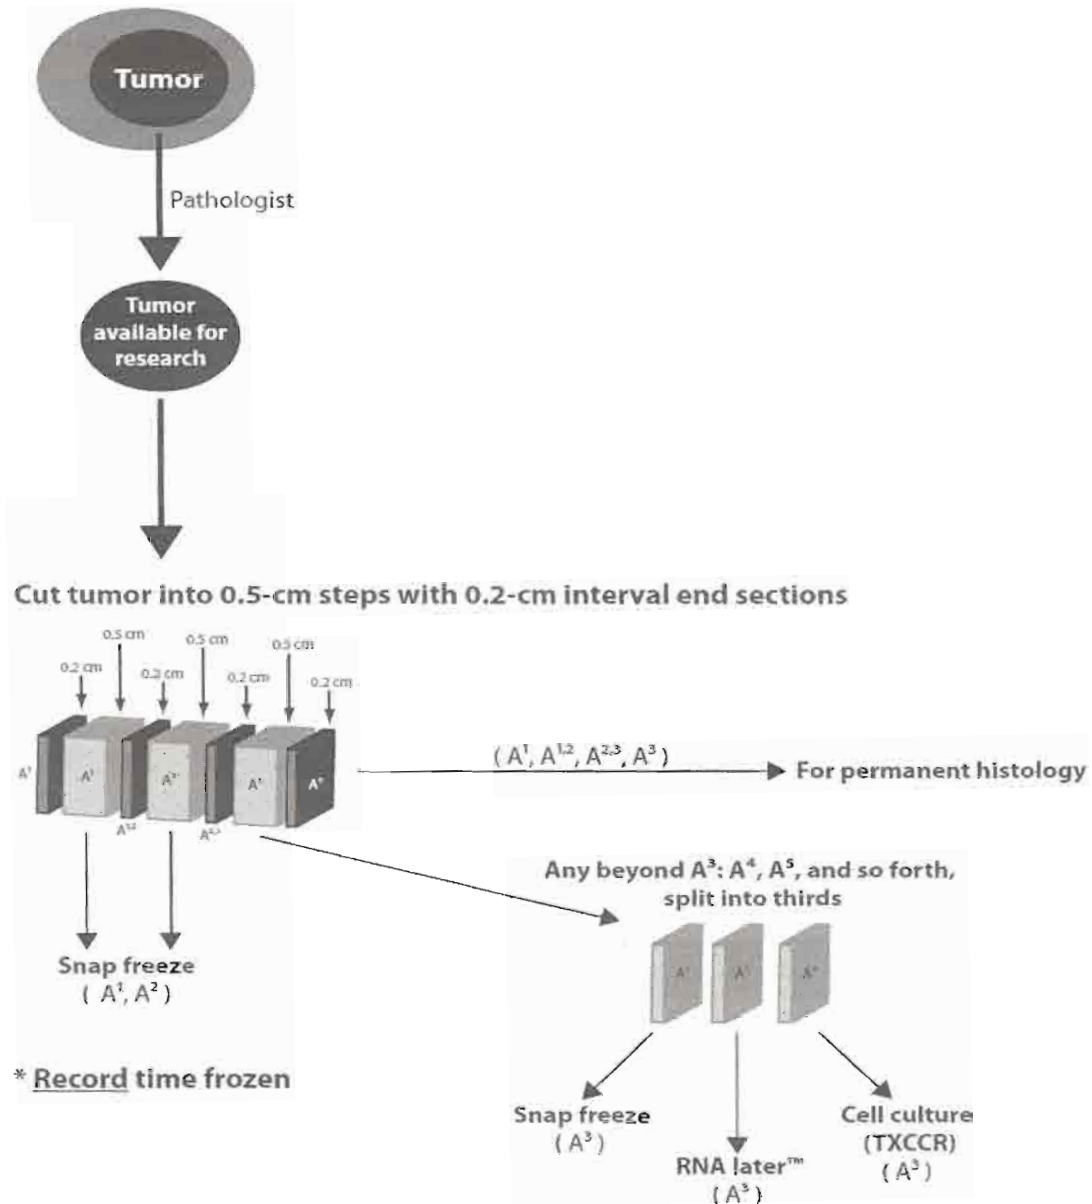 Tumor
Pathologist
Tumor
available for
research
Cut tumor into 0.5-cm steps with 0.2-cm interval end sections
0.5 cm 0.5 cm 0.5 cm
0.2 cm 0.2 cm 0.2 cm 0.2 cm
A¹ A¹
A¹,²
( A¹, A¹,², A²,³, A³ )
For permanent histology
Any beyond A³: A⁴, A⁵, and so forth,
split into thirds
Snap freeze
( A¹, A² )
* Record time frozen
Snap freeze
( A³ )
RNA later™
( A³ )
Cell culture
(TXCCR)
( A³ )